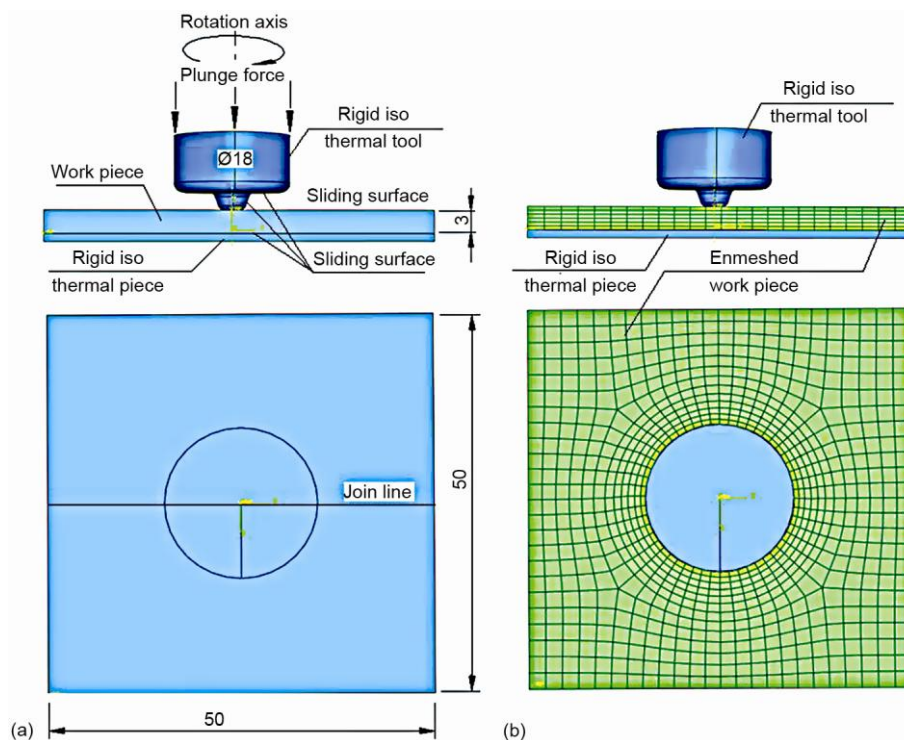 Rotation axis
Plunge force
Rigid iso
thermal tool
Ø18
Work piece
Sliding surface
3
Rigid iso
thermal piece
Sliding surface
Join line
50
50
(a)
Rigid iso
thermal tool
Rigid iso
thermal piece
Enmeshed
work piece
(b)